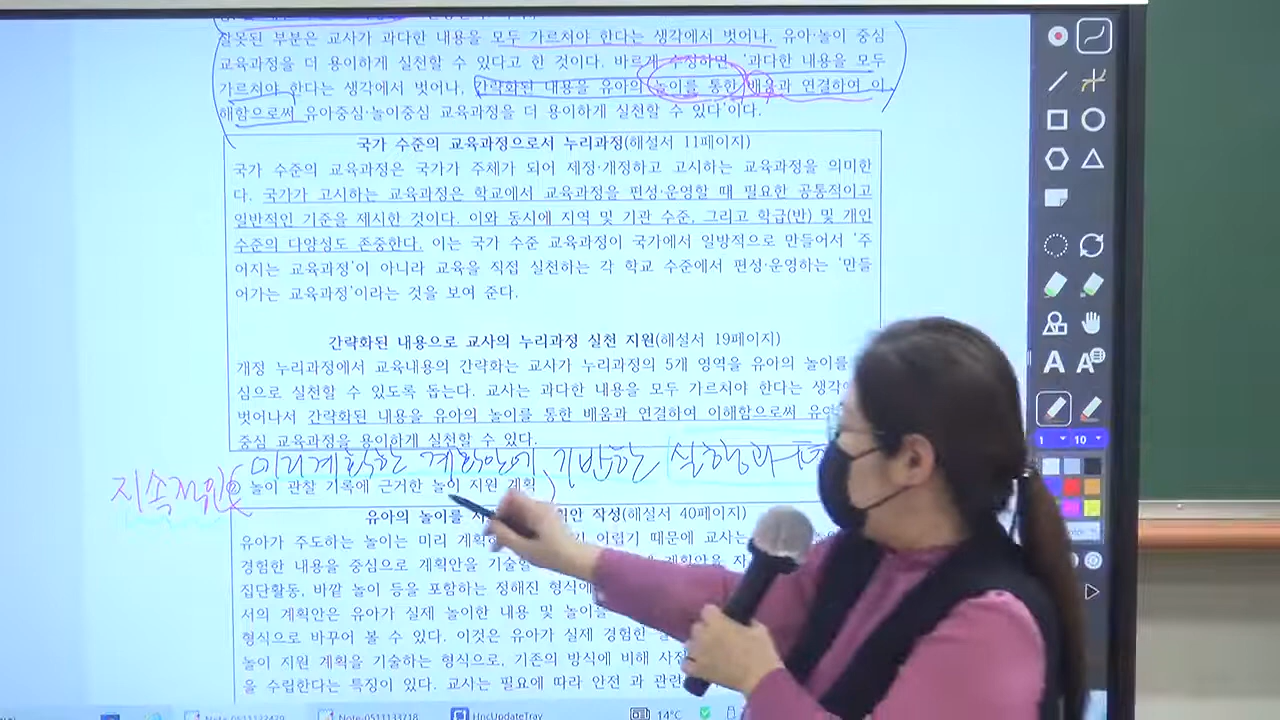 잘못된 부분은 교사가 과다한 내용을 모두 가르쳐야 한다는 생각에서 벗어나, 유아·놀이 중심
교육과정을 더 용이하게 실천할 수 있다고 한 것이다. 바르게 수정하면, '과다한 내용을 모두
가르쳐야 한다는 생각에서 벗어나, 간략화된 내용을 유아의 놀이를 통한 배움과 연결하여 이
해함으로써 유아중심·놀이중심 교육과정을 더 용이하게 실천할 수 있다'이다.
국가 수준의 교육과정으로서 누리과정(해설서 11페이지)
국가 수준의 교육과정은 국가가 주체가 되어 제정·개정하고 고시하는 교육과정을 의미한
다. 국가가 고시하는 교육과정은 학교에서 교육과정을 편성·운영할 때 필요한 공통적이고
일반적인 기준을 제시한 것이다. 이와 동시에 지역 및 기관 수준, 그리고 학급(반) 및 개인
수준의 다양성도 존중한다. 이는 국가 수준 교육과정이 국가에서 일방적으로 만들어서 '주
어지는 교육과정'이 아니라 교육을 직접 실천하는 각 학교 수준에서 편성·운영하는 '만들
어가는 교육과정'이라는 것을 보여 준다.
간략화된 내용으로 교사의 누리과정 실천 지원(해설서 19페이지)
개정 누리과정에서 교육내용의 간략화는 교사가 누리과정의 5개 영역을 유아의 놀이를
심으로 실천할 수 있도록 돕는다. 교사는 과다한 내용을 모두 가르쳐야 한다는 생각
벗어나서 간략화된 내용을 유아의 놀이를 통한 배움과 연결하여 이해함으로써
중심 교육과정을 용이하게 실천할 수 있다.
미리계획한 계획안에 기반한 실행과
지속적인
놀이 관찰 기록에 근거한 놀이 지원 계획
유아의 놀이를 작성(해설서 40페이지)
유아가 주도하는 놀이는 미리 어렵기 때문에 교사는
경험한 내용을 중심으로 계획안을 계획안을
집단활동, 바깥 놀이 등을 포함하는 정해진 형식에
서의 계획안은 유아가 실제 놀이한 내용 및 놀이를
형식으로 바꾸어 볼 수 있다. 이것은 유아가 실제 경험한
놀이 지원 계획을 기술하는 형식으로, 기존의 방식에 비해
을 수립한다는 특징이 있다. 교사는 필요에 따라 안전
Note-0511133718 HncUpdateTray 14°C
A A
1 10